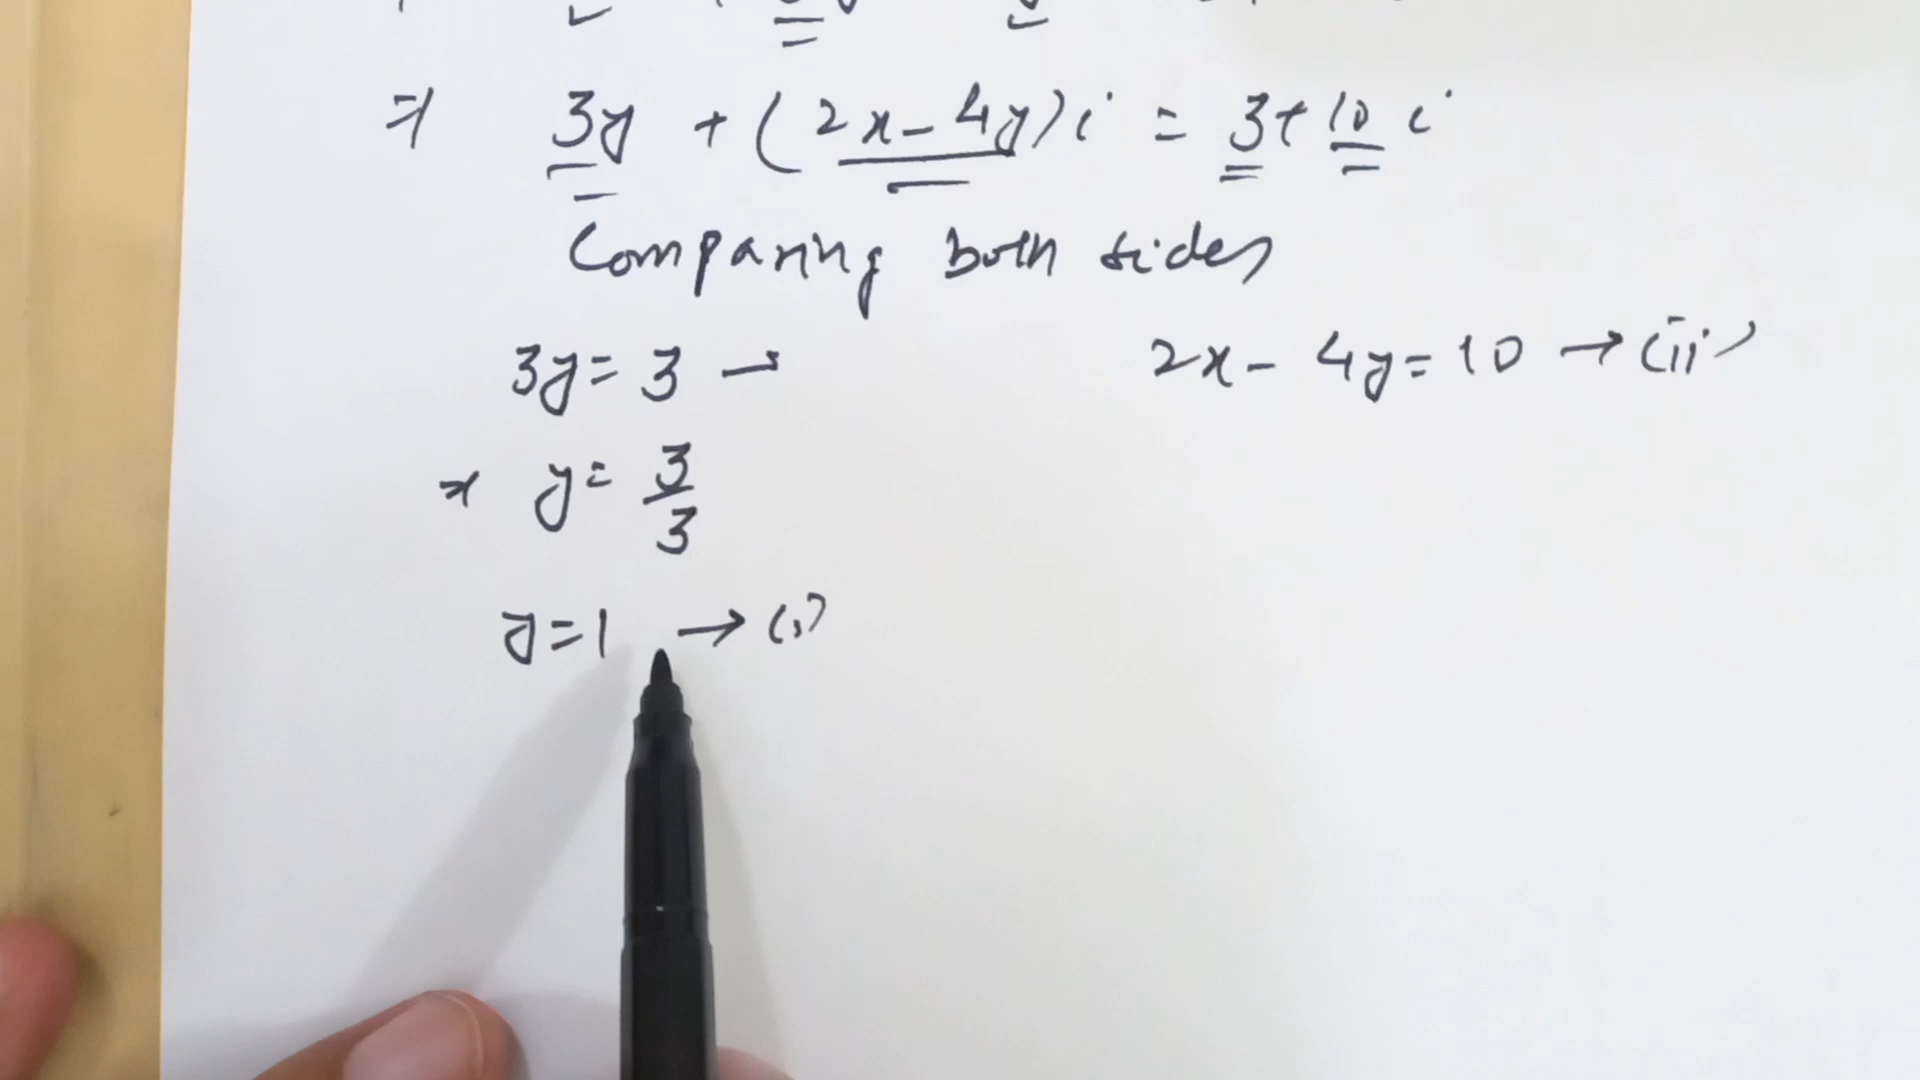 ⇒ 3y + (2x - 4y)i = 3 + 10i
Comparing both sides
3y = 3 → 2x - 4y = 10 → (ii)
⇒ y = 3/3
y = 1 → (i)